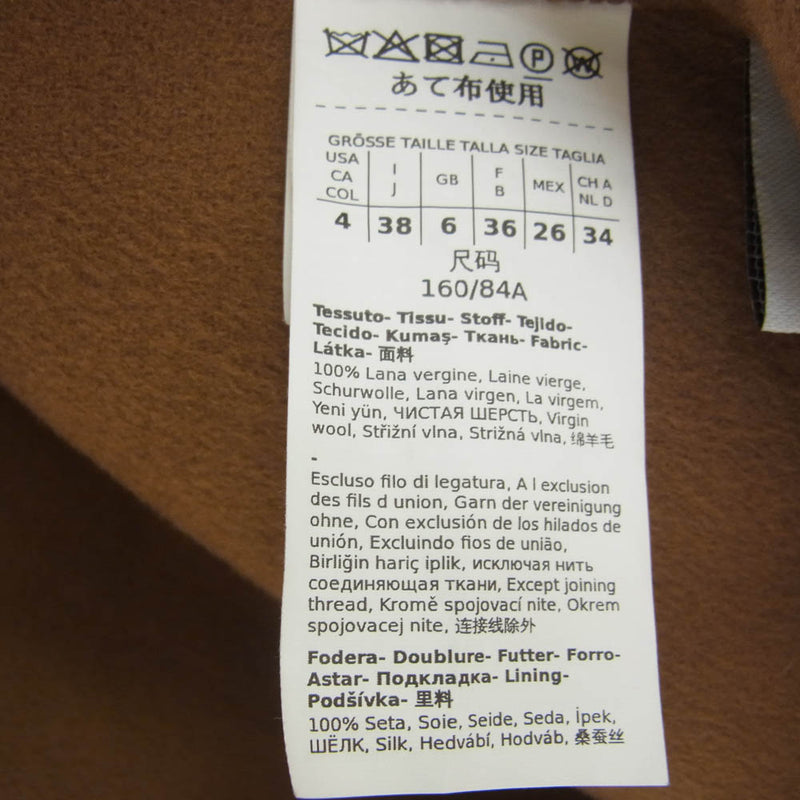 P W
あて布使用
GRÖSSE TAILLE TALLA SIZE TAGLIA
USA CA COL I J GB F B MEX CH A NL D
4 38 6 36 26 34
尺码
160/84A
Tessuto- Tissu- Stoff- Tejido-
Tecido- Kumaş- Ткань- Fabric-
Látka- 面料
100% Lana vergine, Laine vierge,
Schurwolle, Lana virgen, La virgem,
Yeni yün, ЧИСТАЯ ШЕРСТЬ, Virgin
wool, Střižní vlna, Strižná vlna, 绵羊毛
-
Escluso filo di legatura, A l exclusion
des fils d union, Garn der vereinigung
ohne, Con exclusión de los hilados de
unión, Excluindo fios de união,
Birliğin hariç iplik, исключая нить
соединяющая ткани, Except joining
thread, Kromě spojovací nite, Okrem
spojovacej nite, 连接线除外
Fodera- Doublure- Futter- Forro-
Astar- Подкладка- Lining-
Podšívka- 里料
100% Seta, Soie, Seide, Seda, İpek,
ШЁЛК, Silk, Hedvábí, Hodváb, 桑蚕丝